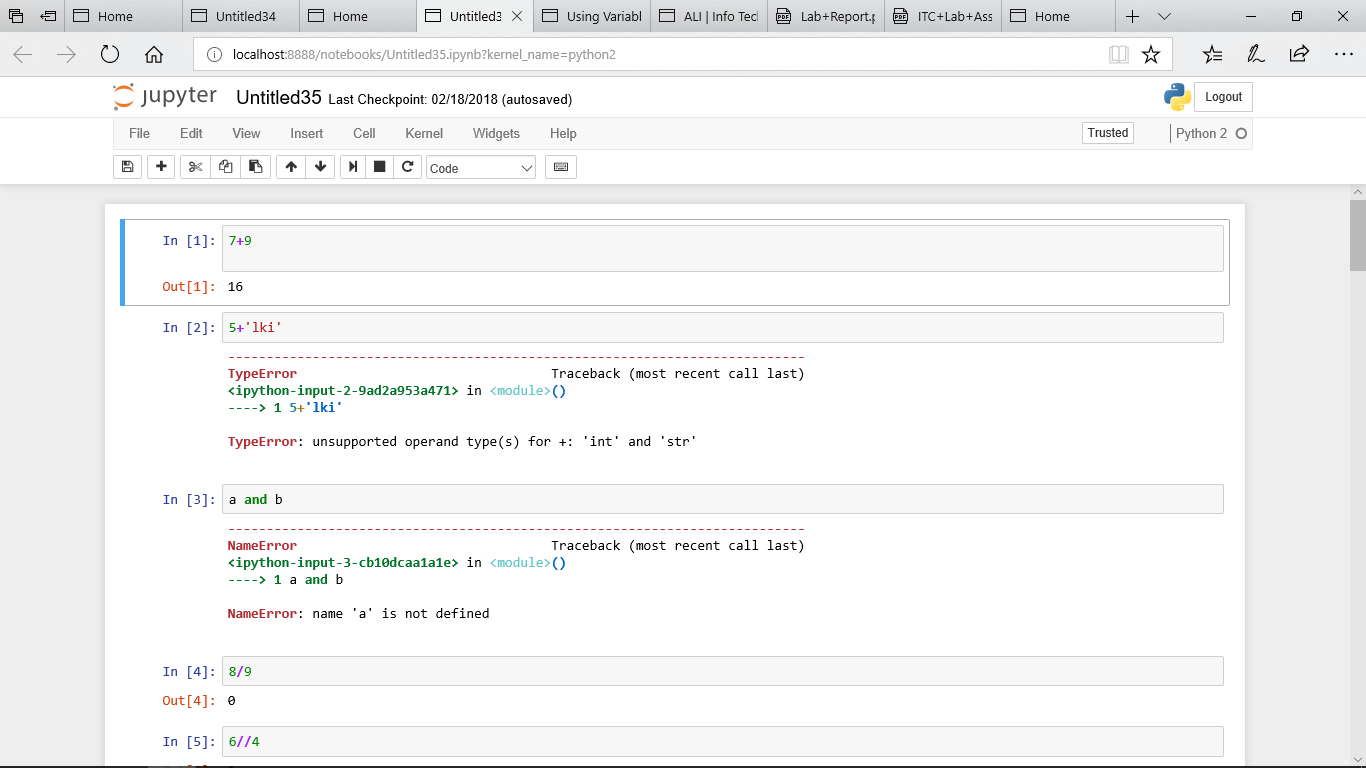 Home
Untitled34
Home
Untitled3
Using Variabl
ALI | Info Tec
Lab+Report.p
ITC+Lab+Ass
Home
localhost:8888/notebooks/Untitled35.ipynb?kernel_name=python2
jupyter Untitled35 Last Checkpoint: 02/18/2018 (autosaved)
Logout
File Edit View Insert Cell Kernel Widgets Help
Trusted
Python 2
Code
In [1]: 7+9
Out[1]: 16
In [2]: 5+'lki'
---------------------------------------------------------------------------
TypeError Traceback (most recent call last)
<ipython-input-2-9ad2a953a471> in <module>()
----> 1 5+'lki'
TypeError: unsupported operand type(s) for +: 'int' and 'str'
In [3]: a and b
---------------------------------------------------------------------------
NameError Traceback (most recent call last)
<ipython-input-3-cb10dcaa1a1e> in <module>()
----> 1 a and b
NameError: name 'a' is not defined
In [4]: 8/9
Out[4]: 0
In [5]: 6//4